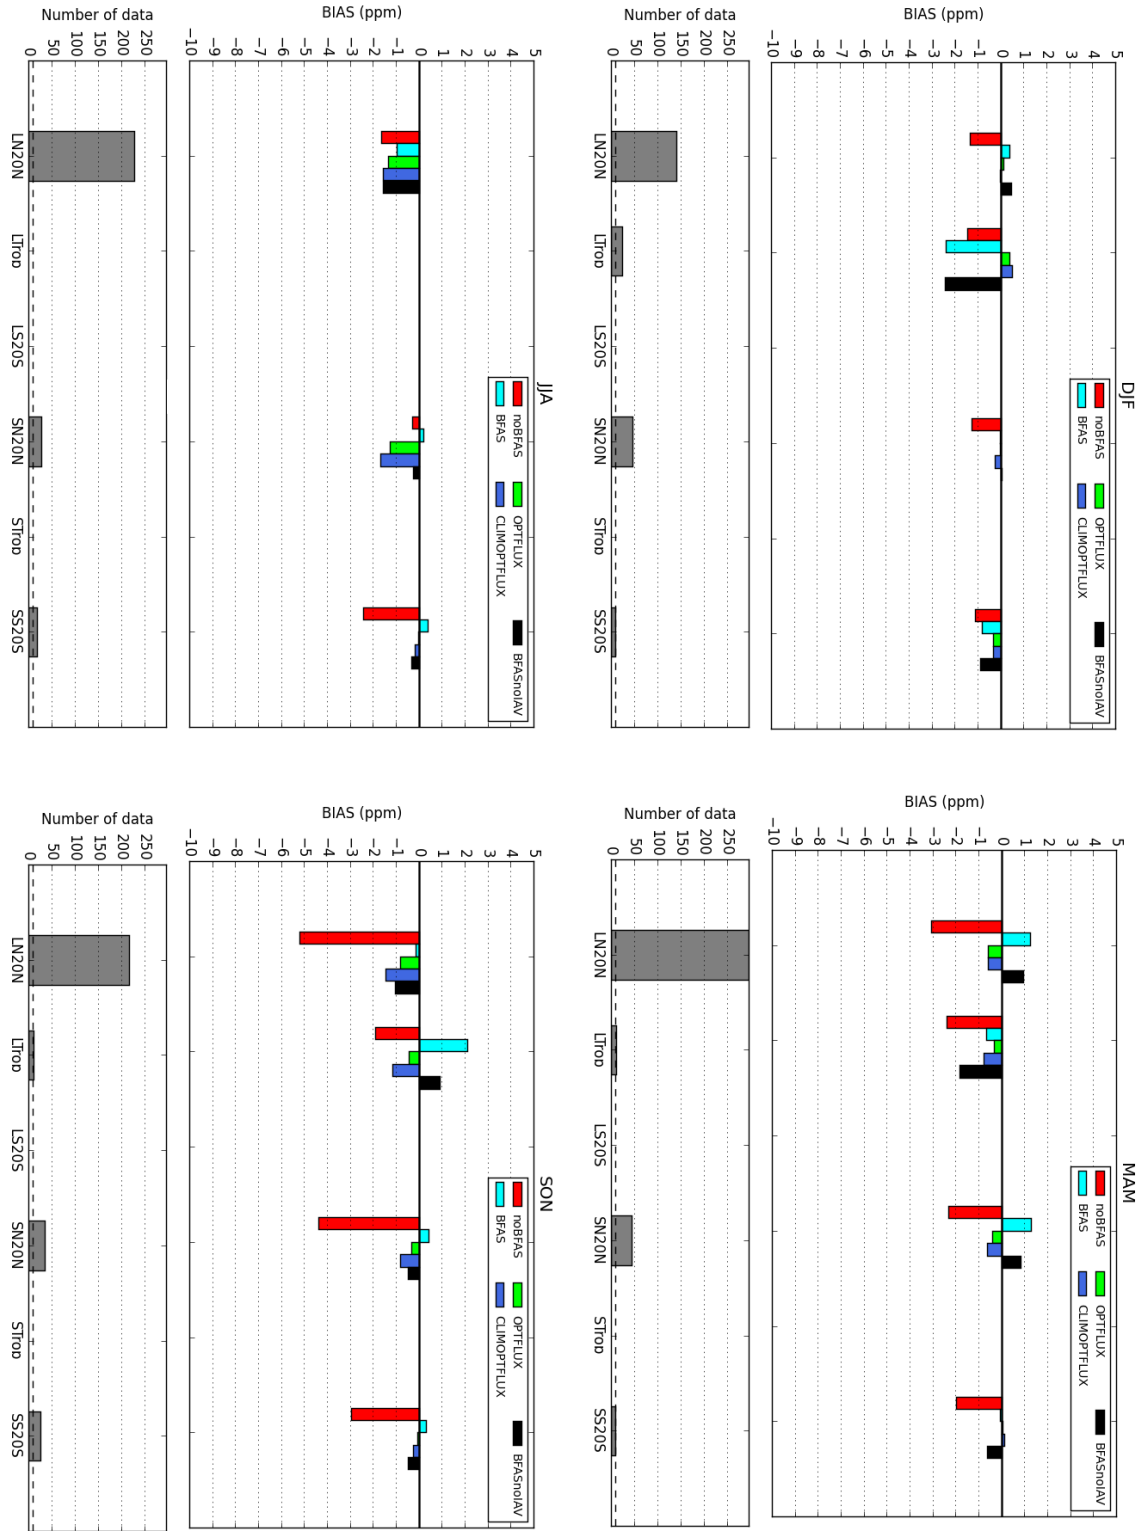 DJF
BIAS (ppm)
5
4
3
2
1
0
−1
−2
−3
−4
−5
−6
−7
−8
−9
−10
noBFAS
BFAS
OPTFLUX
CLIMOPTFLUX
BFASnoIAV
Number of data
250
200
150
100
50
0
LN20N LTrop LS20S SN20N STrop SS20S
MAM
BIAS (ppm)
5
4
3
2
1
0
−1
−2
−3
−4
−5
−6
−7
−8
−9
−10
noBFAS
BFAS
OPTFLUX
CLIMOPTFLUX
BFASnoIAV
Number of data
250
200
150
100
50
0
LN20N LTrop LS20S SN20N STrop SS20S
JJA
BIAS (ppm)
5
4
3
2
1
0
−1
−2
−3
−4
−5
−6
−7
−8
−9
−10
noBFAS
BFAS
OPTFLUX
CLIMOPTFLUX
BFASnoIAV
Number of data
250
200
150
100
50
0
LN20N LTrop LS20S SN20N STrop SS20S
SON
BIAS (ppm)
5
4
3
2
1
0
−1
−2
−3
−4
−5
−6
−7
−8
−9
−10
noBFAS
BFAS
OPTFLUX
CLIMOPTFLUX
BFASnoIAV
Number of data
250
200
150
100
50
0
LN20N LTrop LS20S SN20N STrop SS20S